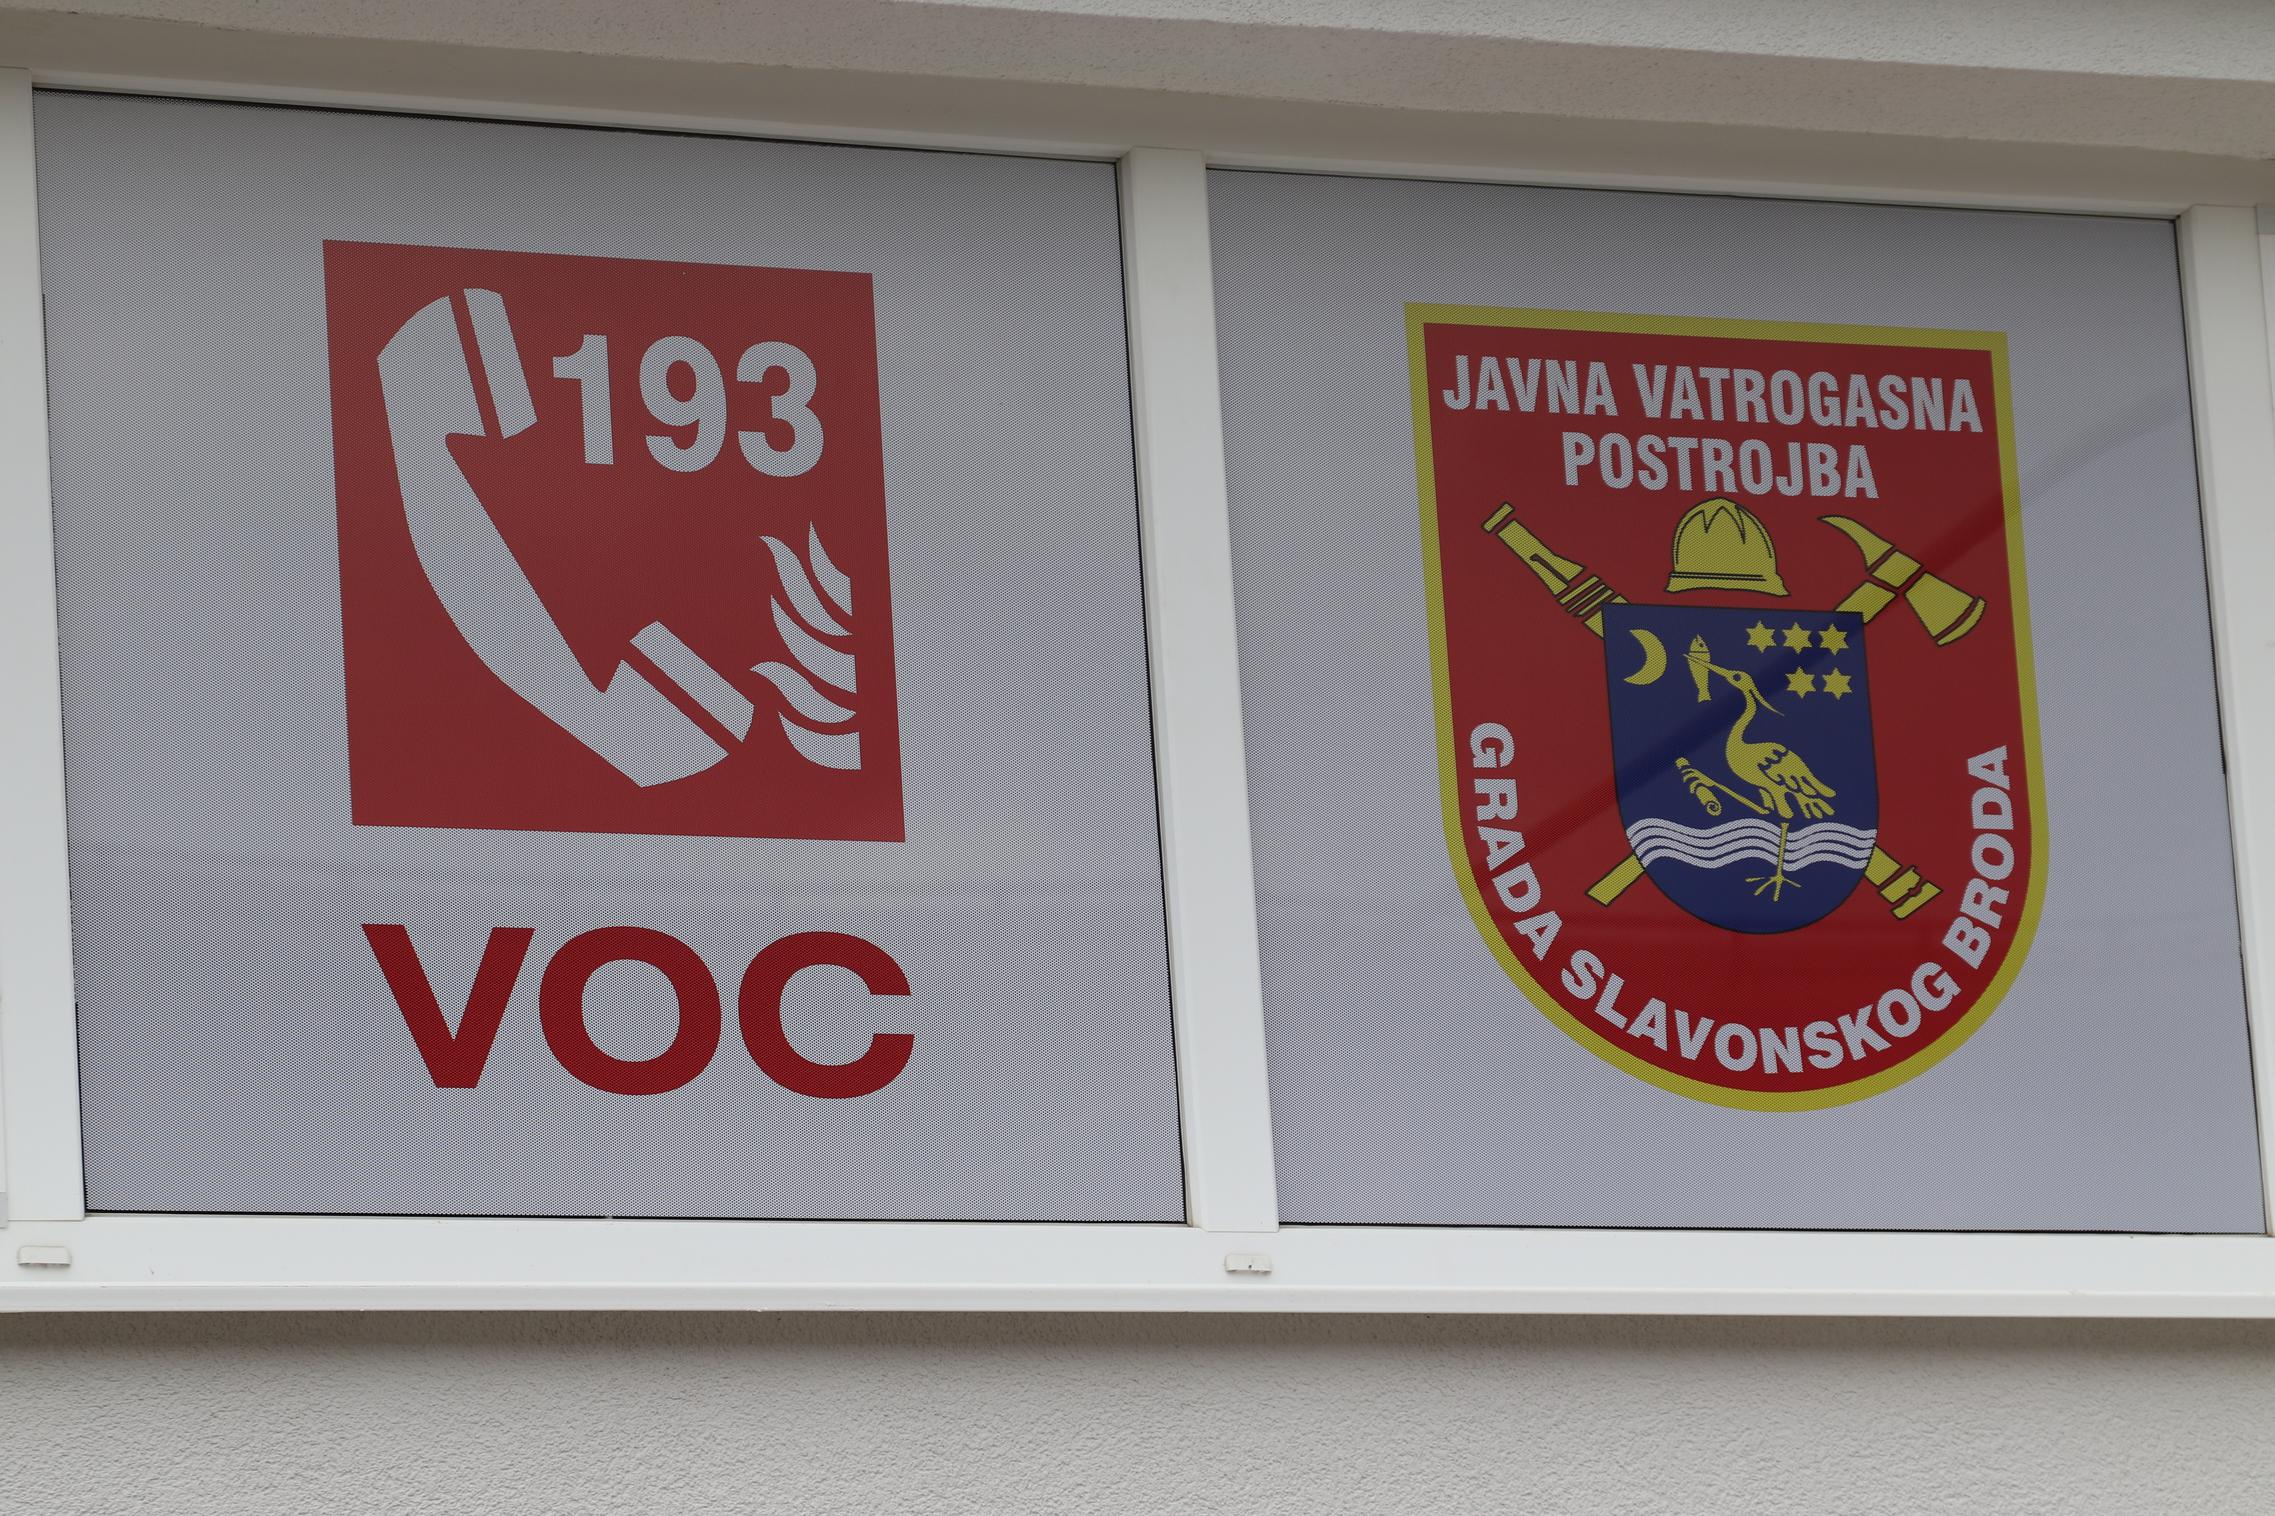 193
VOC
JAVNA VATROGASNA
POSTROJBA
GRADA SLAVONSKOG BRODA